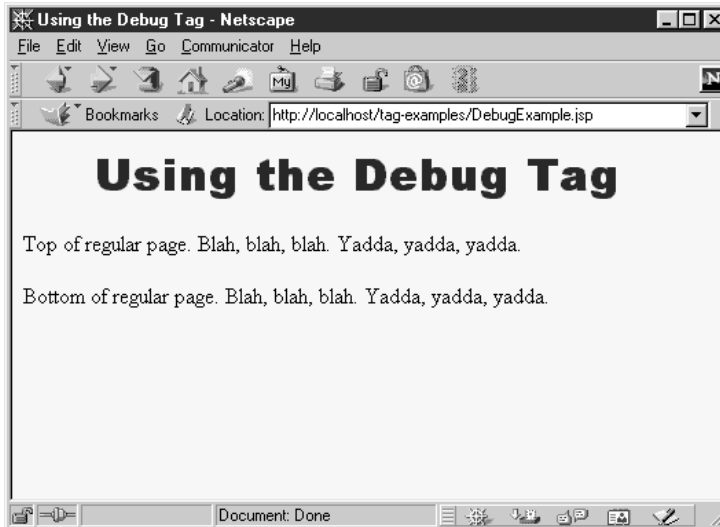 Using the Debug Tag - Netscape
File Edit View Go Communicator Help
My
N
Bookmarks Location: http://localhost/tag-examples/DebugExample.jsp
Using the Debug Tag
Top of regular page. Blah, blah, blah. Yadda, yadda, yadda.
Bottom of regular page. Blah, blah, blah. Yadda, yadda, yadda.
Document: Done